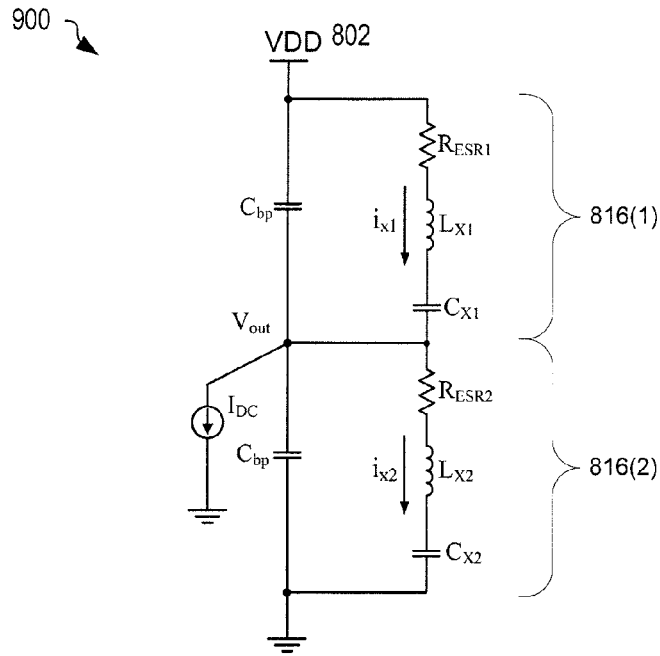 900
VDD 802
R_ESR1
C_bp
i_x1
L_X1
816(1)
C_X1
V_out
R_ESR2
I_DC
C_bp
i_x2
L_X2
816(2)
C_X2